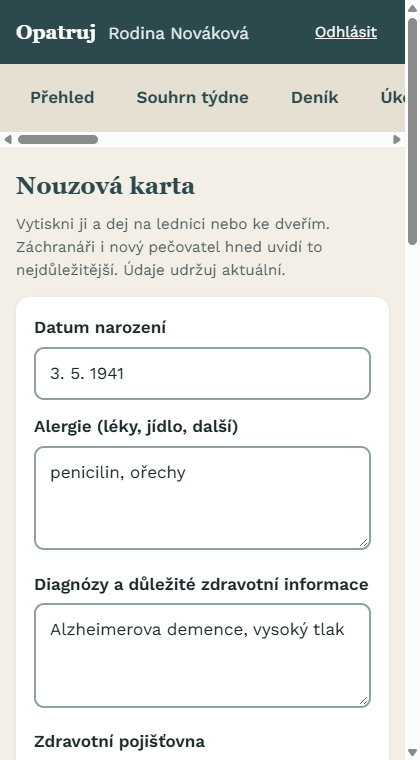 Opatruj Rodina Nováková Odhlásit
Přehled Souhrn týdne Deník
Nouzová karta
Vytiskni ji a dej na lednici nebo ke dveřím.
Záchranáři i nový pečovatel hned uvidí to
nejdůležitější. Údaje udržuj aktuální.
Datum narození
3. 5. 1941
Alergie (léky, jídlo, další)
penicilin, ořechy
Diagnózy a důležité zdravotní informace
Alzheimerova demence, vysoký tlak
Zdravotní pojišťovna